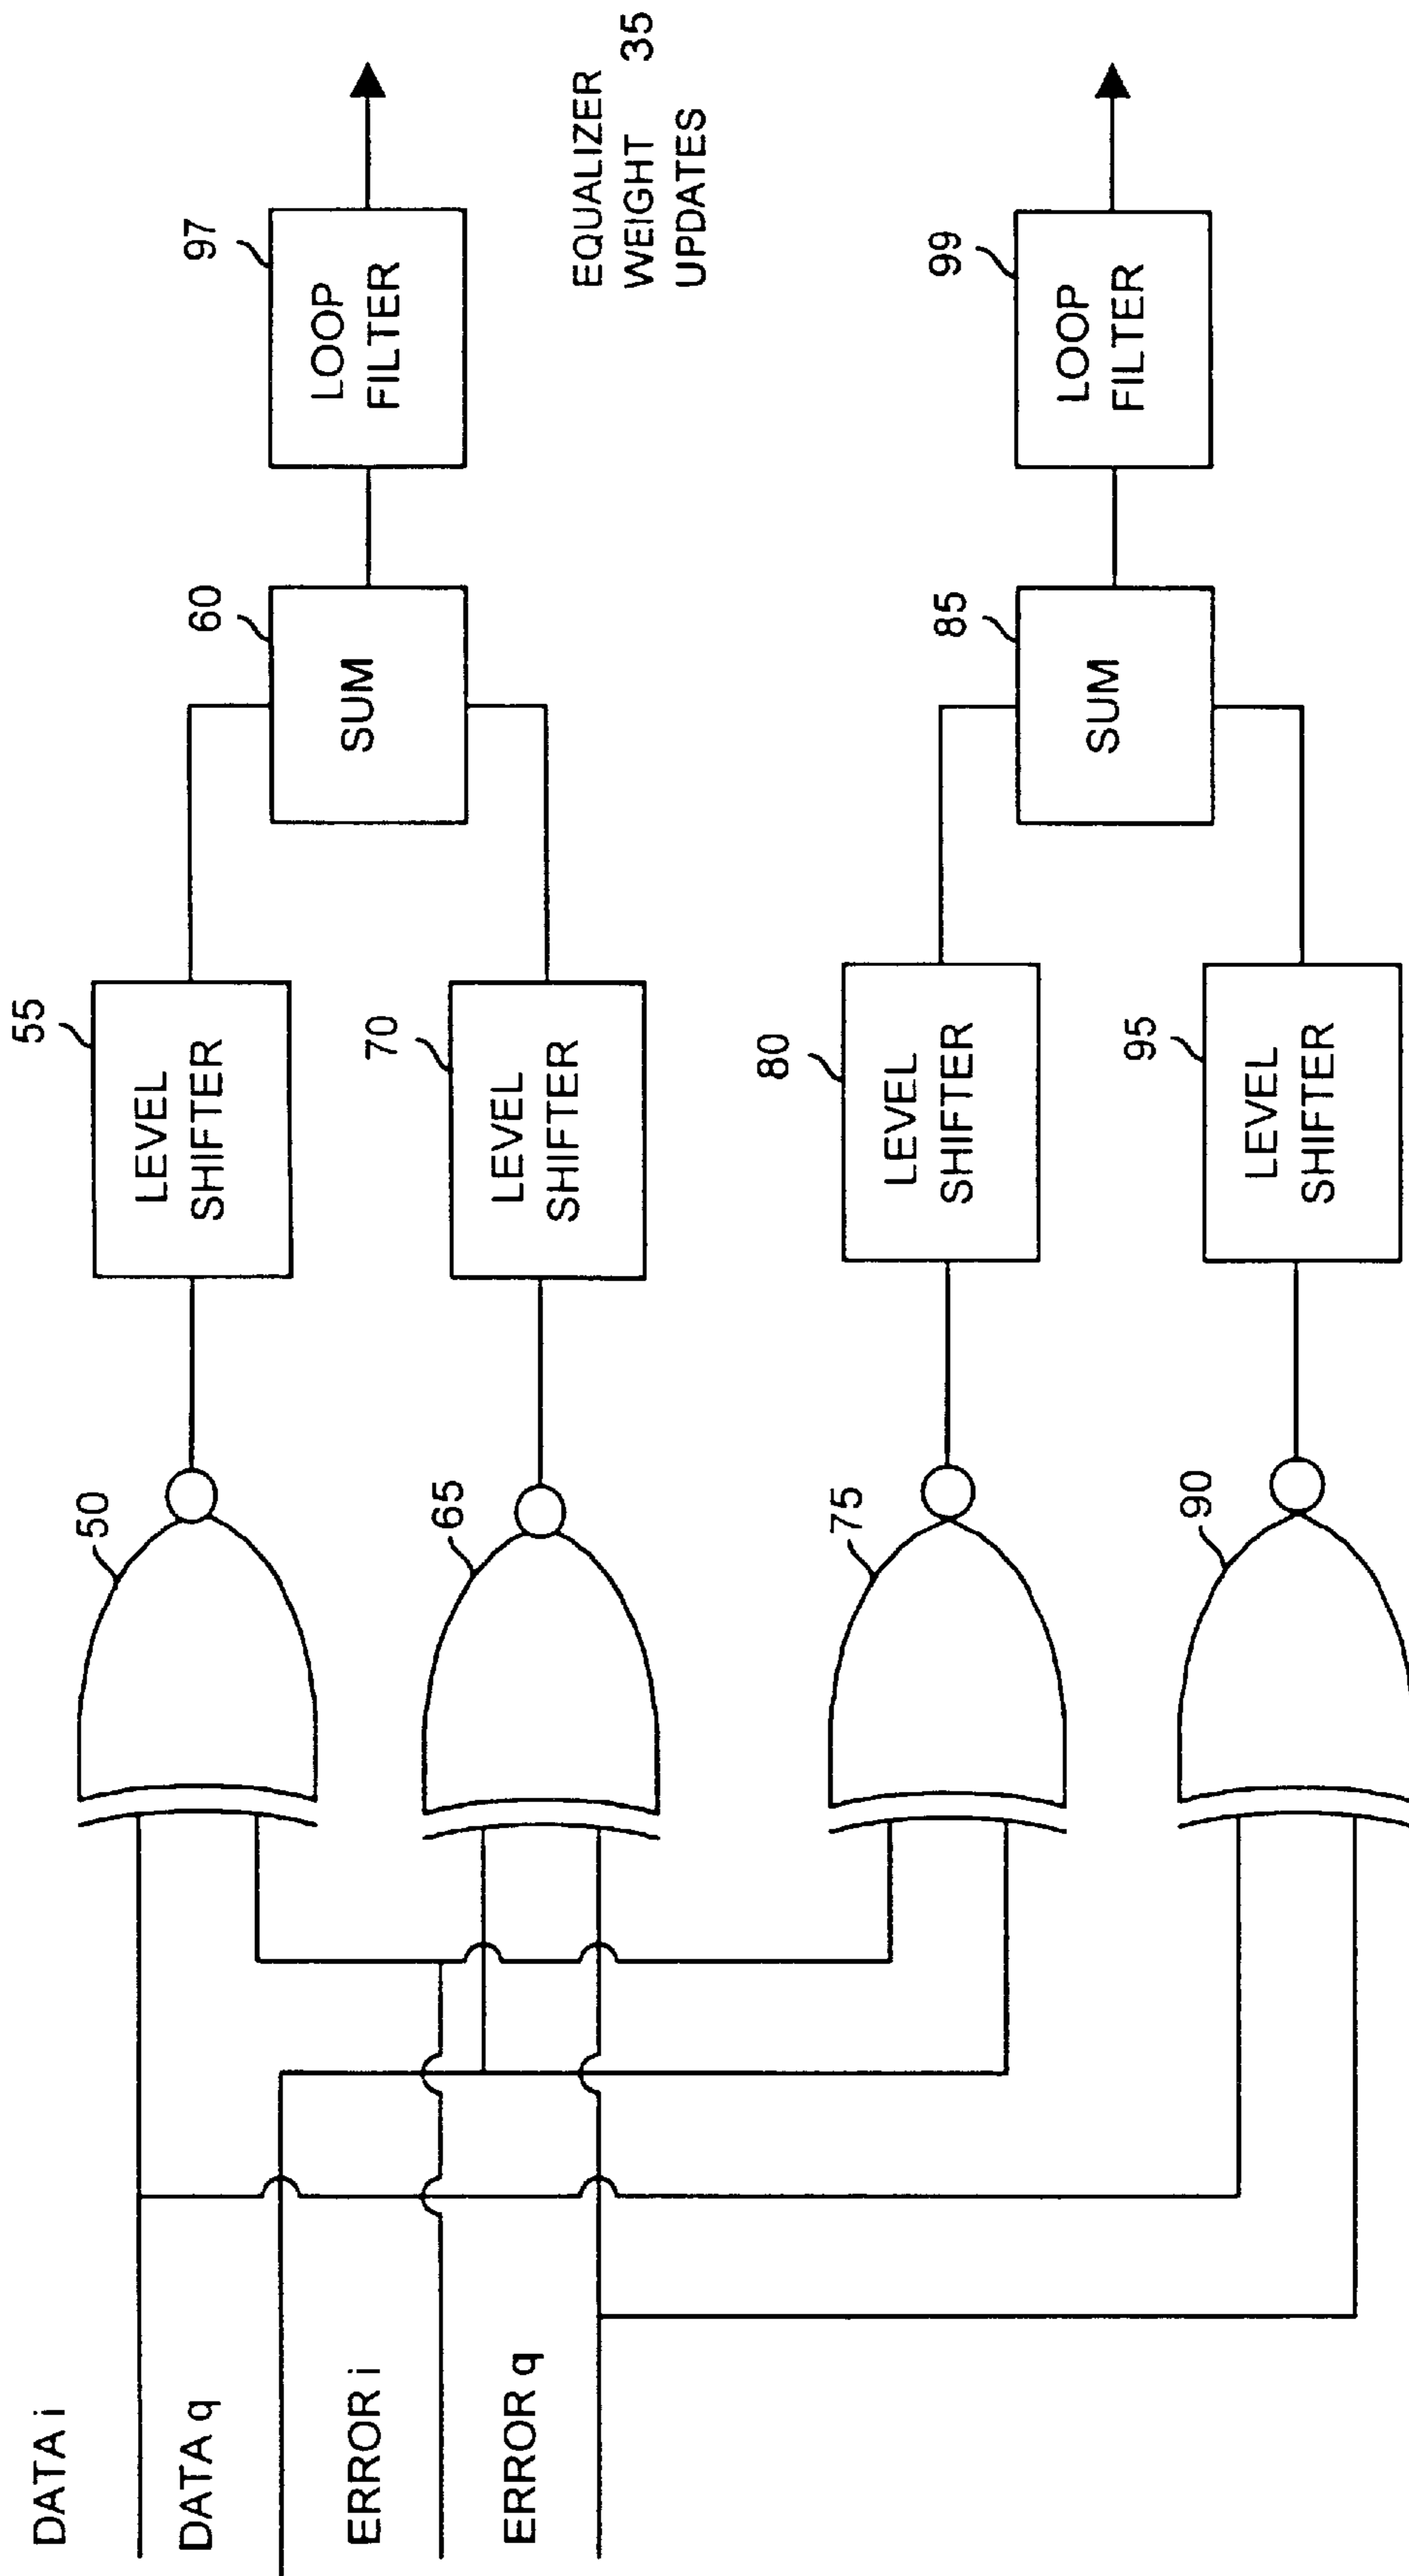 DATA i
DATA q
ERROR i
ERROR q
50
65
75
90
55
LEVEL
SHIFTER
70
LEVEL
SHIFTER
80
LEVEL
SHIFTER
95
LEVEL
SHIFTER
60
SUM
85
SUM
97
LOOP
FILTER
99
LOOP
FILTER
EQUALIZER
WEIGHT 35
UPDATES